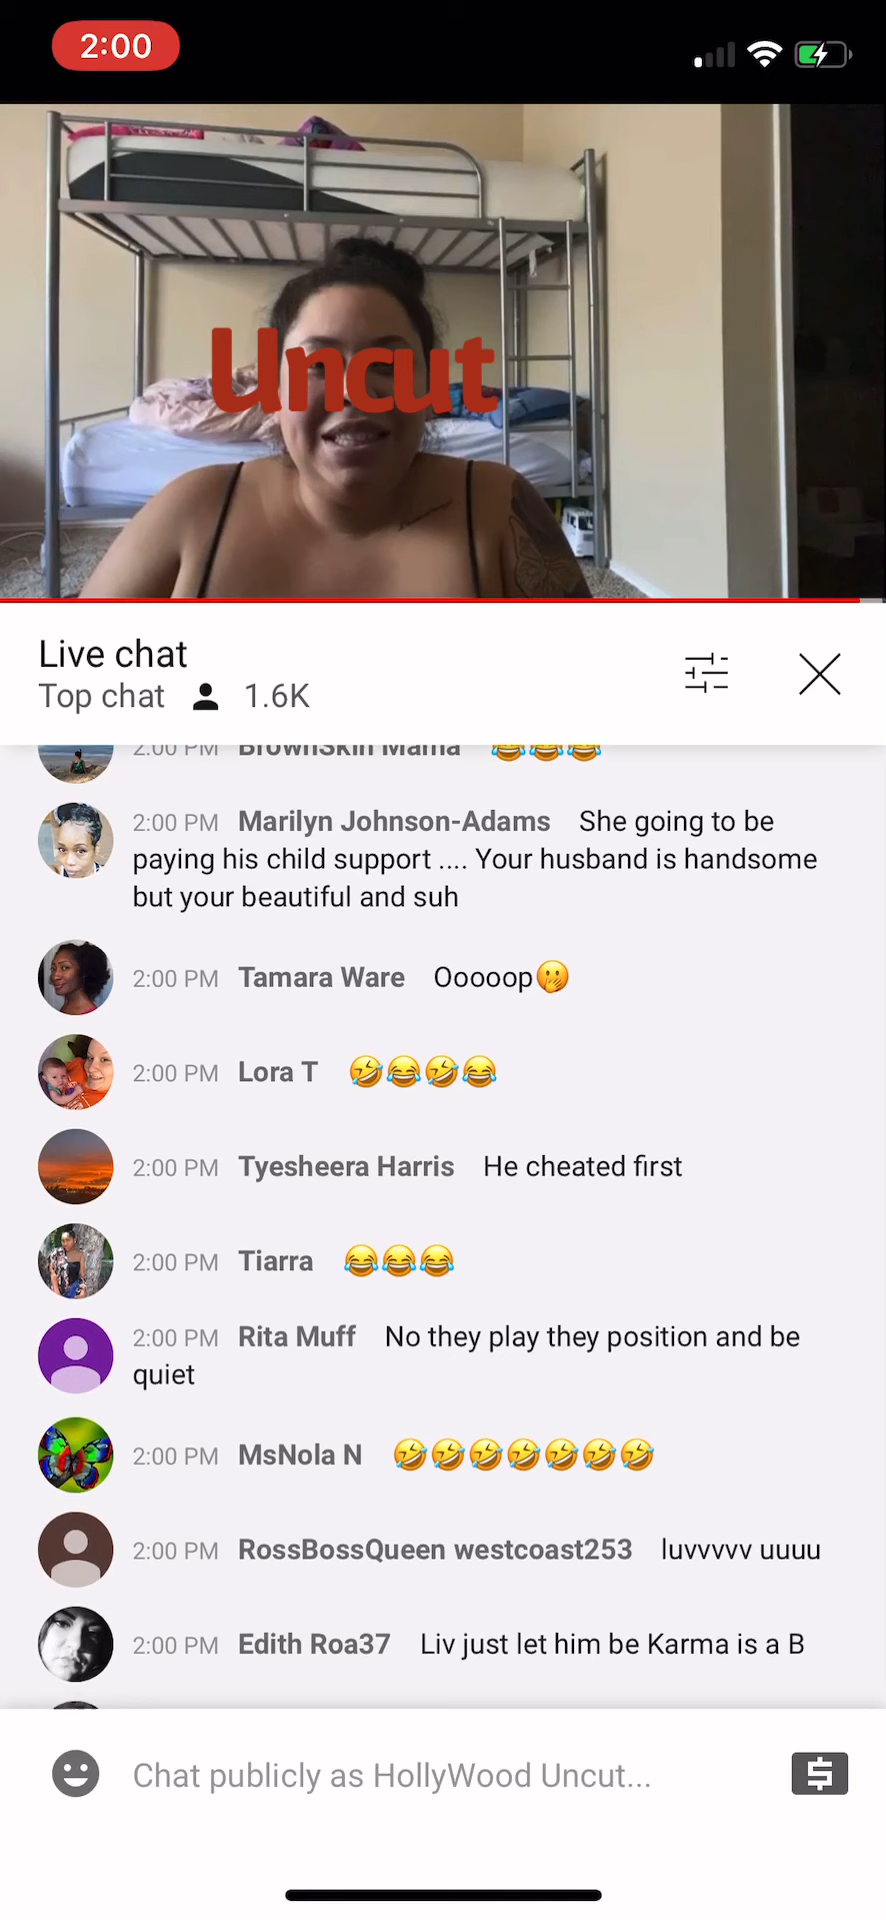 2:00
Uncut
Live chat
Top chat 1.6K
2:00 PM BrownSkin Mama 😂😂😂
2:00 PM Marilyn Johnson-Adams She going to be
paying his child support .... Your husband is handsome
but your beautiful and suh
2:00 PM Tamara Ware Ooooop🤭
2:00 PM Lora T 🤣😂🤣😂
2:00 PM Tyesheera Harris He cheated first
2:00 PM Tiarra 😂😂😂
2:00 PM Rita Muff No they play they position and be
quiet
2:00 PM MsNola N 🤣🤣🤣🤣🤣🤣🤣
2:00 PM RossBossQueen westcoast253 luvvvvv uuuu
2:00 PM Edith Roa37 Liv just let him be Karma is a B
Chat publicly as HollyWood Uncut...
$